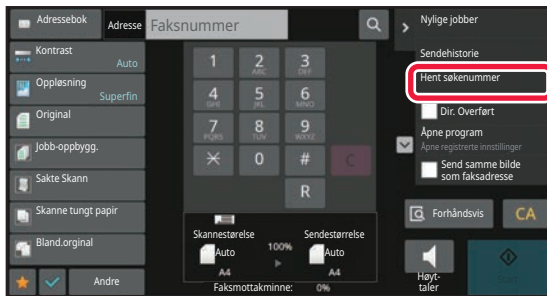 Adressebok
Adresse
Faksnummer
Nylige jobber
Kontrast
Auto
Oppløsning
Superfin
Original
Jobb-oppbygg.
Sakte Skann
Skanne tungt papir
Bland.orginal
Andre
1
2
ABC
3
DEF
4
GHI
5
JKL
6
MNO
7
PQRS
8
TUV
9
WXYZ
0
#
C
R
Skannestørelse
Auto
A4
100%
Sendestørrelse
Auto
A4
Faksmottakminne: 0%
Sendehistorie
Hent søkenummer
Dir. Overført
Åpne program
Åpne registrerte innstillinger
Send samme bilde
som faksadresse
Forhåndsvis
CA
Høyt-
taler